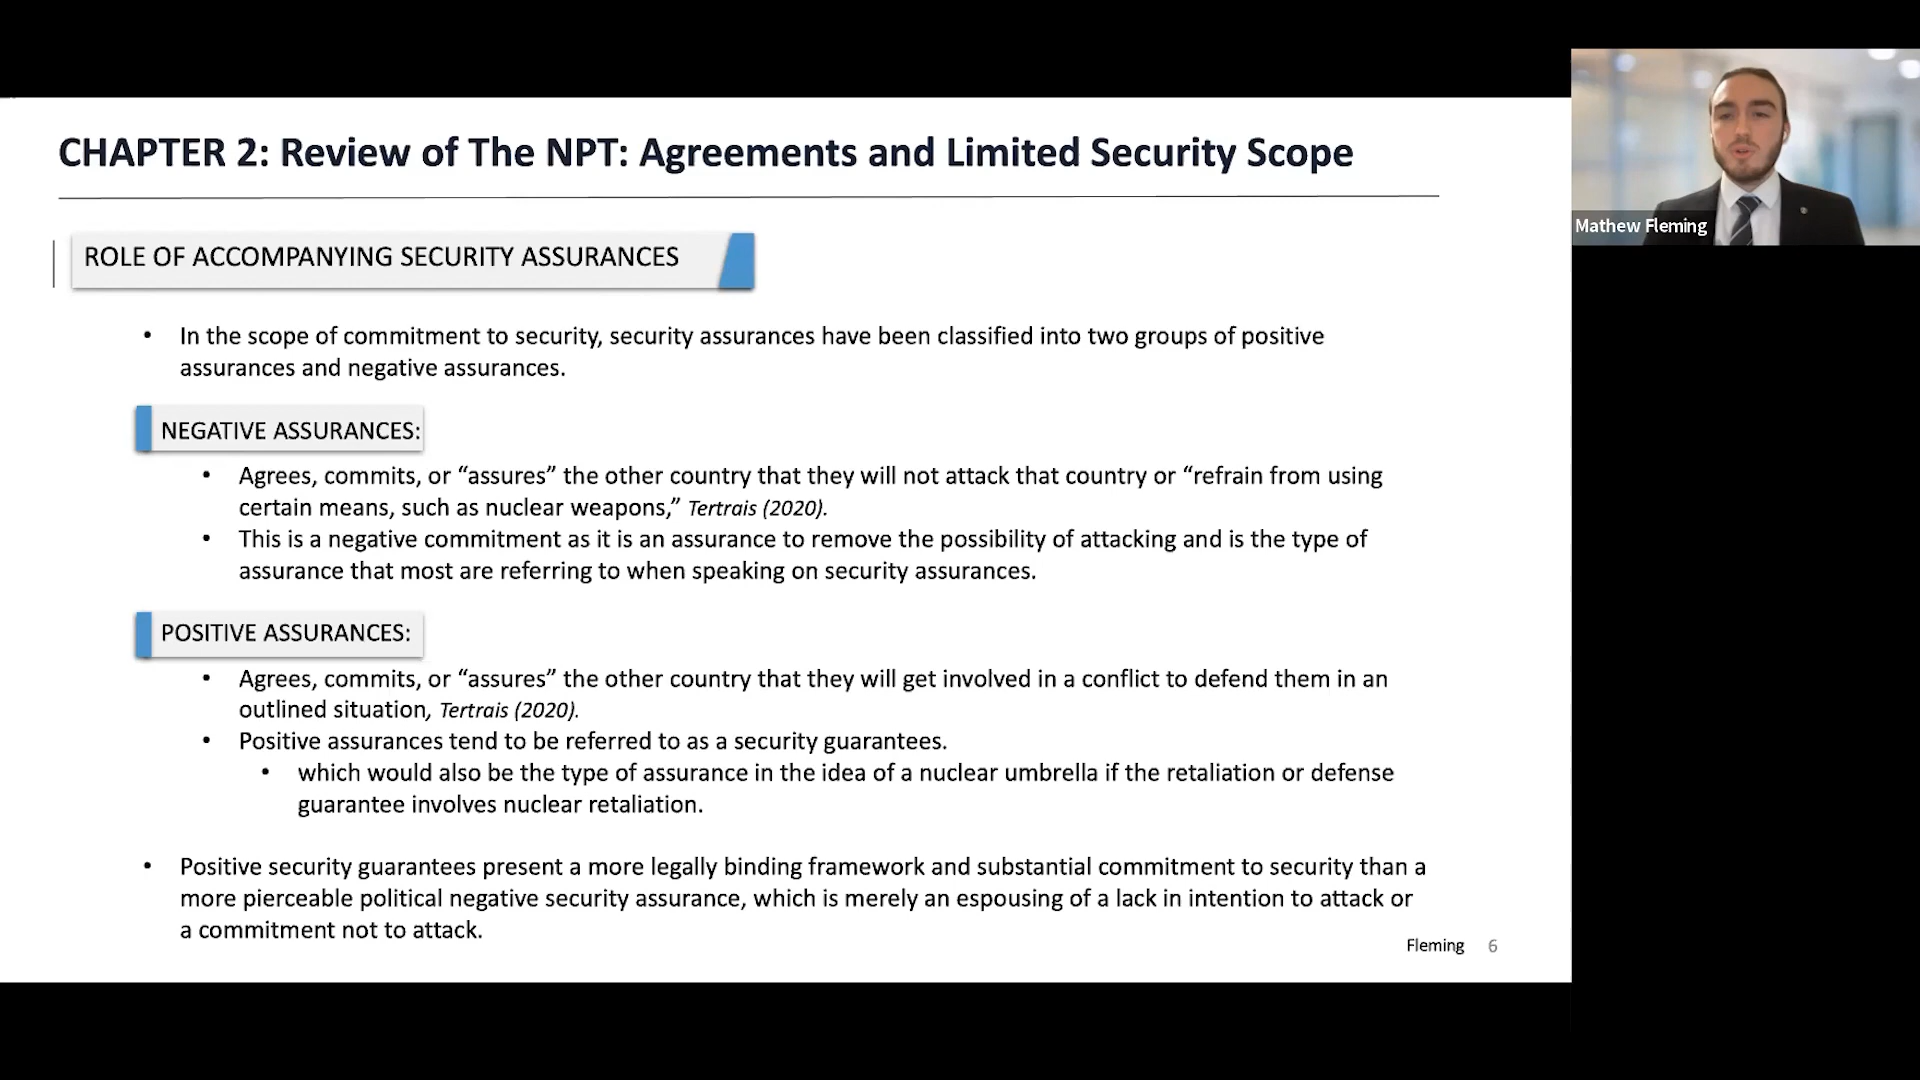 CHAPTER 2: Review of The NPT: Agreements and Limited Security Scope
Mathew Fleming
ROLE OF ACCOMPANYING SECURITY ASSURANCES
• In the scope of commitment to security, security assurances have been classified into two groups of positive
assurances and negative assurances.
NEGATIVE ASSURANCES:
• Agrees, commits, or “assures” the other country that they will not attack that country or “refrain from using
certain means, such as nuclear weapons,” Tertrais (2020).
• This is a negative commitment as it is an assurance to remove the possibility of attacking and is the type of
assurance that most are referring to when speaking on security assurances.
POSITIVE ASSURANCES:
• Agrees, commits, or “assures” the other country that they will get involved in a conflict to defend them in an
outlined situation, Tertrais (2020).
• Positive assurances tend to be referred to as a security guarantees.
• which would also be the type of assurance in the idea of a nuclear umbrella if the retaliation or defense
guarantee involves nuclear retaliation.
• Positive security guarantees present a more legally binding framework and substantial commitment to security than a
more pierceable political negative security assurance, which is merely an espousing of a lack in intention to attack or
a commitment not to attack.
Fleming 6